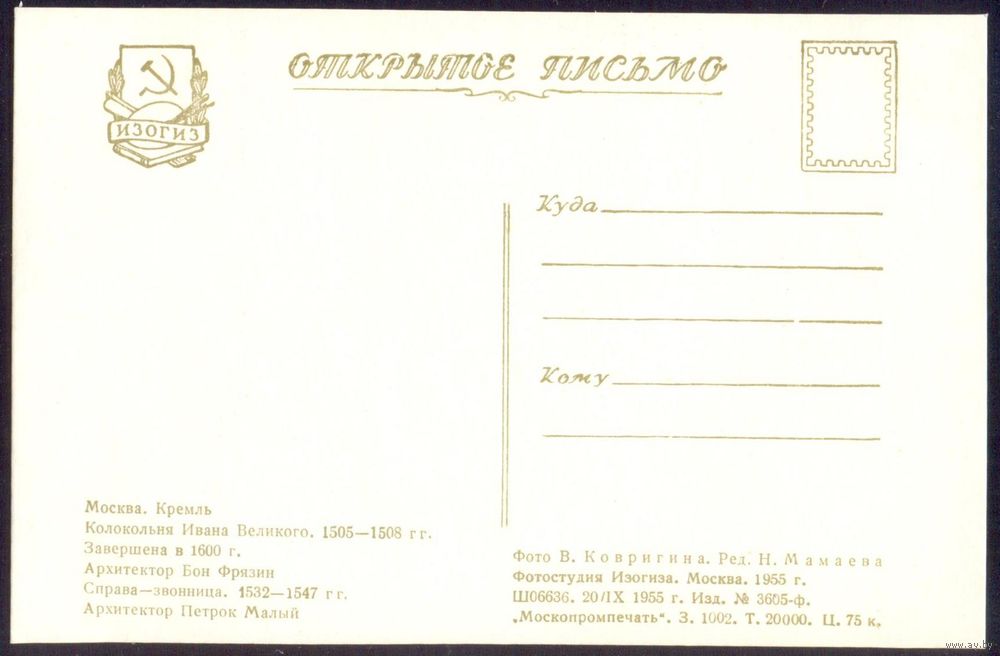 ИЗОГИЗ
ОТКРЫТОЕ ПИСЬМО
Куда
Кому
Москва. Кремль
Колокольня Ивана Великого. 1505—1508 гг.
Завершена в 1600 г.
Архитектор Бон Фрязин
Справа—звонница. 1532—1547 гг.
Архитектор Петрок Малый
Фото В. Ковригина. Ред. Н. Мамаева
Фотостудия Изогиза. Москва. 1955 г.
Ш06636. 20/IX 1955 г. Изд. № 3605-ф.
„Москопромпечать“. З. 1002. Т. 20000. Ц. 75 к.
www.av.by